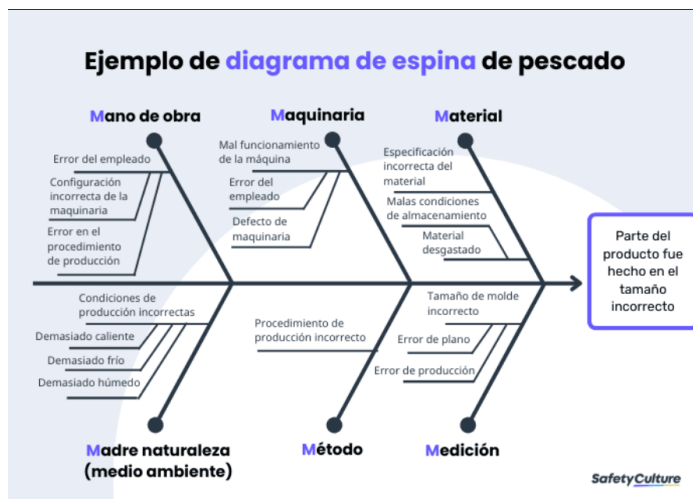 Ejemplo de diagrama de espina de pescado
Mano de obra
Maquinaria
Material
Error del empleado
Configuración
incorrecta de la
maquinaria
Error en el
procedimiento
de producción
Mal funcionamiento
de la máquina
Error del
empleado
Defecto de
maquinaria
Especificación
incorrecta del
material
Malas condiciones
de almacenamiento
Material
desgastado
Parte del
producto fue
hecho en el
tamaño
incorrecto
Condiciones de
producción incorrectas
Demasiado caliente
Demasiado frío
Demasiado húmedo
Procedimiento de
producción incorrecto
Tamaño de molde
incorrecto
Error de plano
Error de producción
Madre naturaleza
(medio ambiente)
Método
Medición
SafetyCulture